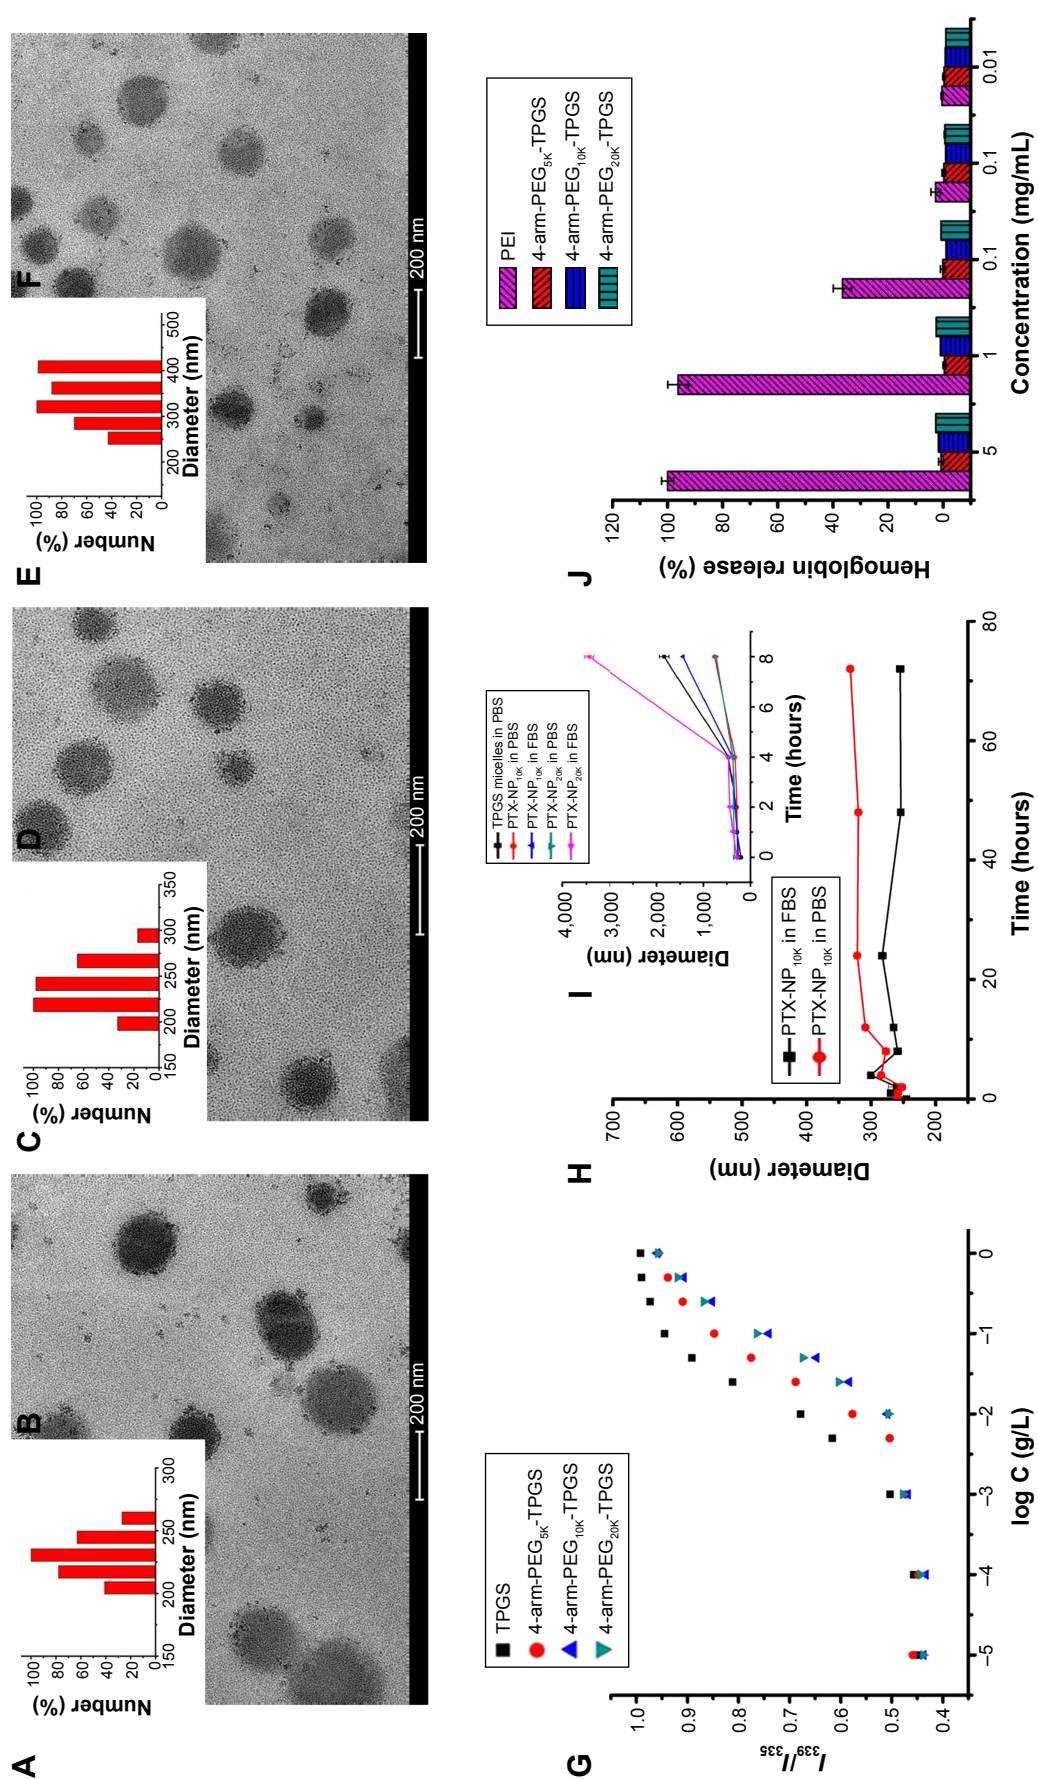 A
B
Number (%)
100
80
60
40
20
0
150
200
250
300
Diameter (nm)
200 nm
C
D
Number (%)
100
80
60
40
20
0
150
200
250
300
350
Diameter (nm)
200 nm
E
F
Number (%)
100
80
60
40
20
0
200
300
400
500
Diameter (nm)
200 nm
G
TPGS
4-arm-PEG5K-TPGS
4-arm-PEG10K-TPGS
4-arm-PEG20K-TPGS
I339/I335
1.0
0.9
0.8
0.7
0.6
0.5
0.4
−5
−4
−3
−2
−1
0
log C (g/L)
H
Diameter (nm)
700
600
500
400
300
200
0
20
40
60
80
Time (hours)
PTX-NP10K in FBS
PTX-NP10K in PBS
I
Diameter (nm)
4,000
3,000
2,000
1,000
0
0
2
4
6
8
Time (hours)
TPGS micelles in PBS
PTX-NP10K in PBS
PTX-NP10K in FBS
PTX-NP20K in PBS
PTX-NP20K in FBS
J
Hemoglobin release (%)
120
100
80
60
40
20
0
5
1
0.1
0.1
0.01
Concentration (mg/mL)
PEI
4-arm-PEG5K-TPGS
4-arm-PEG10K-TPGS
4-arm-PEG20K-TPGS